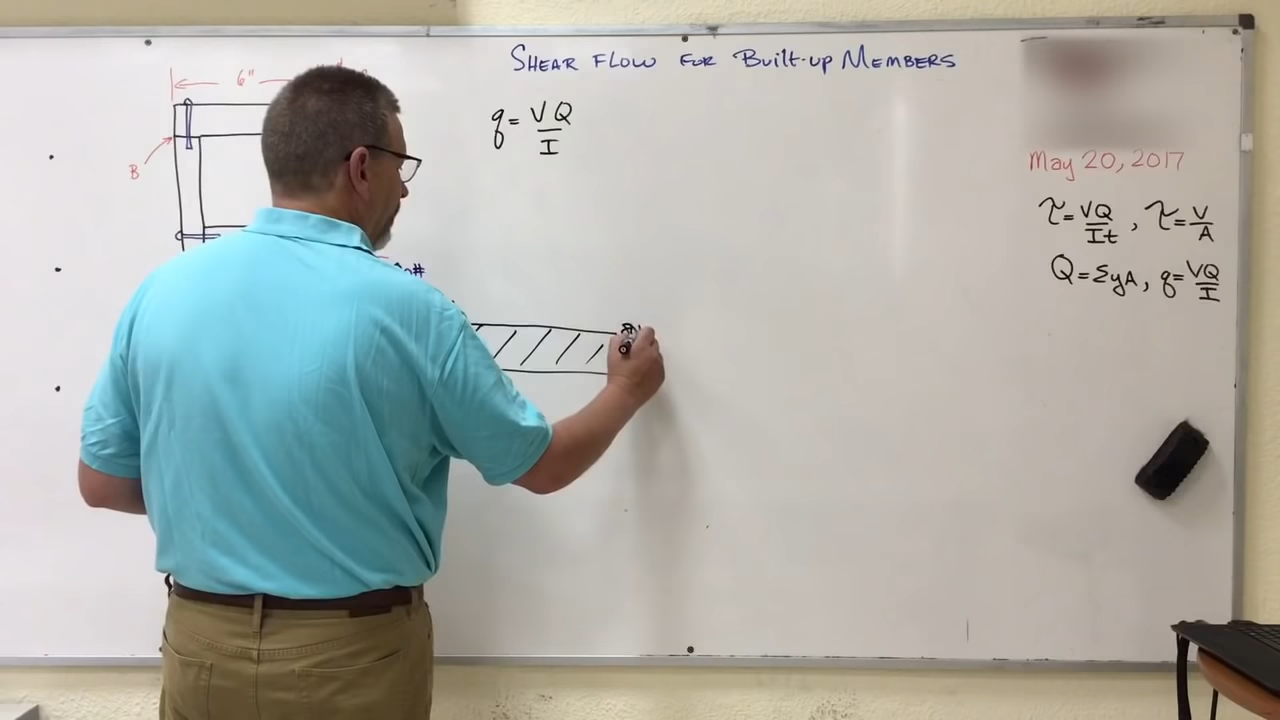 SHEAR FLOW FOR BUILT-UP MEMBERS
6"
q = VQ/I
B
May 20, 2017
τ = VQ/It , τ = V/A
Q = ΣyA , q = VQ/I